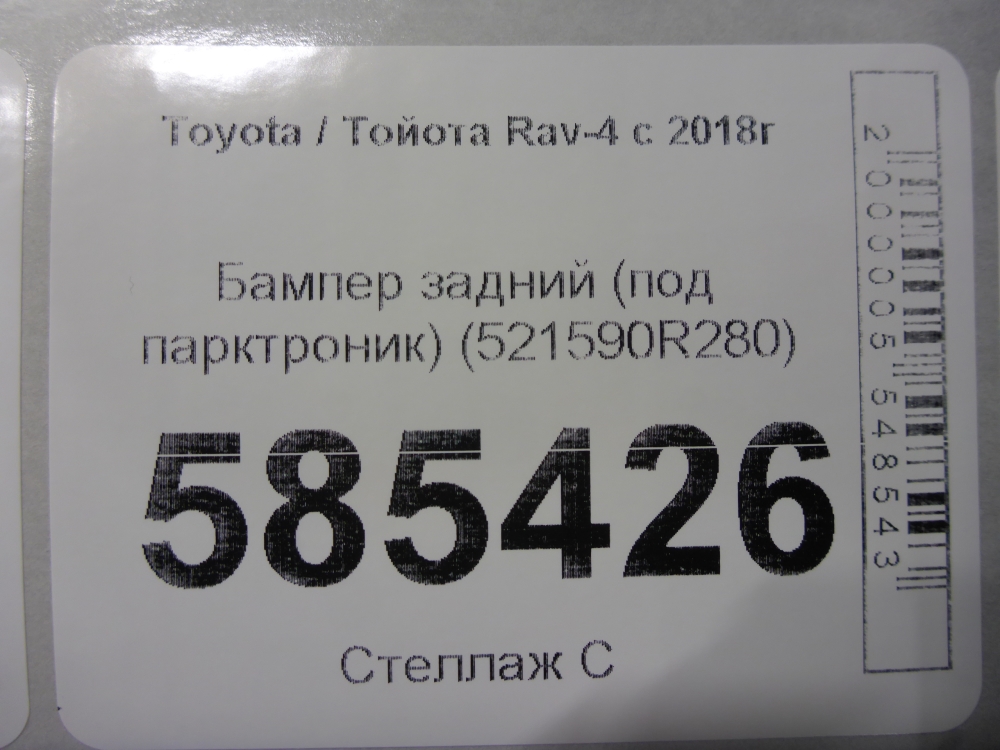 Toyota / Тойота Rav-4 с 2018г
Бампер задний (под
парктроник) (521590R280)
585426
Стеллаж С
2000005548543